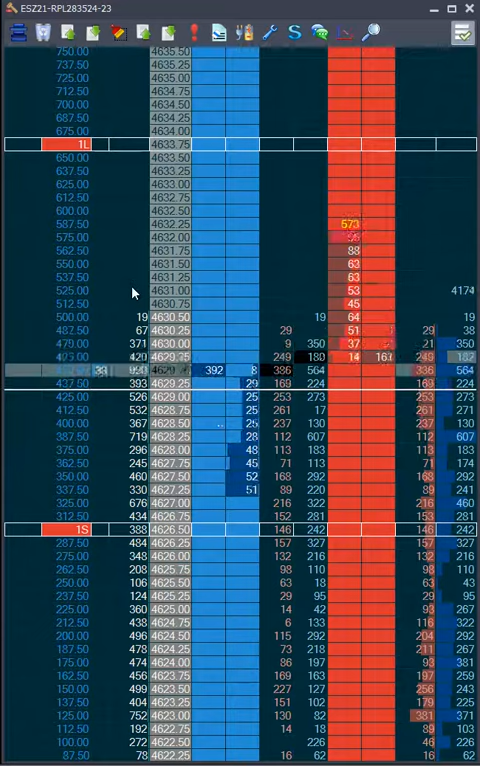 ESZ21-RPL283524-23
750.00 4635.50
737.50 4635.25
725.00 4635.00
712.50 4634.75
700.00 4634.50
687.50 4634.25
675.00 4634.00
1L 4633.75
650.00 4633.50
637.50 4633.25
625.00 4633.00
612.50 4632.75
600.00 4632.50
587.50 4632.25 573
575.00 4632.00
562.50 4631.75 88
550.00 4631.50 63
537.50 4631.25 63
525.00 4631.00 53 4174
512.50 4630.75 45
500.00 19 4630.50 19 64 19
487.50 67 4630.25 29 51 29 38
475.00 371 4630.00 9 350 37 21 350
420 4629.75 249 180 14 163 249 182
392 8 336 564 336 564
437.50 393 4629.25 29 169 224 169 224
425.00 526 4629.00 25 253 273 253 273
412.50 532 4628.75 25 261 17 261 271
400.00 367 4628.50 25 237 130 237 130
387.50 719 4628.25 28 112 607 112 607
375.00 296 4628.00 48 113 183 113 183
362.50 245 4627.75 45 71 113 71 174
350.00 460 4627.50 52 168 292 168 292
337.50 330 4627.25 51 89 220 89 241
325.00 676 4627.00 216 322 216 460
312.50 434 4626.75 152 281 153 281
1S 388 4626.50 146 242 146 242
287.50 484 4626.25 157 327 157 327
275.00 348 4626.00 132 216 132 216
262.50 208 4625.75 98 110 98 110
250.00 106 4625.50 63 18 63 43
237.50 124 4625.25 29 95 29 95
225.00 360 4625.00 14 42 93 267
212.50 438 4624.75 6 133 116 322
200.00 496 4624.50 115 292 204 292
187.50 478 4624.25 73 218 211 267
175.00 474 4624.00 86 197 93 381
162.50 456 4623.75 169 163 197 259
150.00 499 4623.50 227 127 256 243
137.50 404 4623.25 151 102 179 225
125.00 752 4623.00 130 82 381 371
112.50 192 4622.75 14 18 89 103
100.00 272 4622.50 226 46 226
87.50 78 4622.25 16 62 16 62